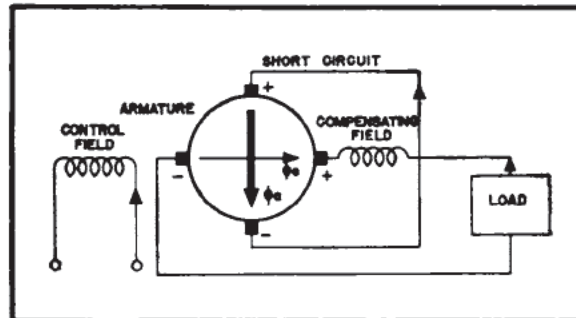 SHORT CIRCUIT
+
ARMATURE
COMPENSATING
FIELD
CONTROL
FIELD
-
+
-
LOAD